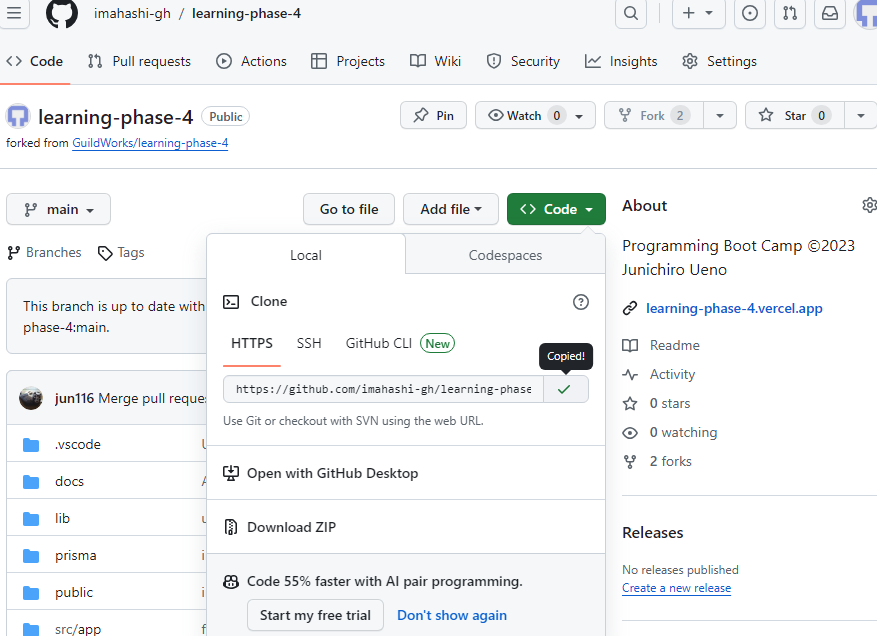 imahashi-gh / learning-phase-4
Code Pull requests Actions Projects Wiki Security Insights Settings
learning-phase-4 Public
Pin Watch 0 Fork 2 Star 0
forked from GuildWorks/learning-phase-4
main Go to file Add file Code
Branches Tags
This branch is up to date with
phase-4:main.
jun116 Merge pull reque
.vscode
docs
lib
prisma
public
src/app
Local Codespaces
Clone
HTTPS SSH GitHub CLI New
Copied!
https://github.com/imahashi-gh/learning-phase
Use Git or checkout with SVN using the web URL.
Open with GitHub Desktop
Download ZIP
Code 55% faster with AI pair programming.
Start my free trial Don't show again
About
Programming Boot Camp ©2023
Junichiro Ueno
learning-phase-4.vercel.app
Readme
Activity
0 stars
0 watching
2 forks
Releases
No releases published
Create a new release